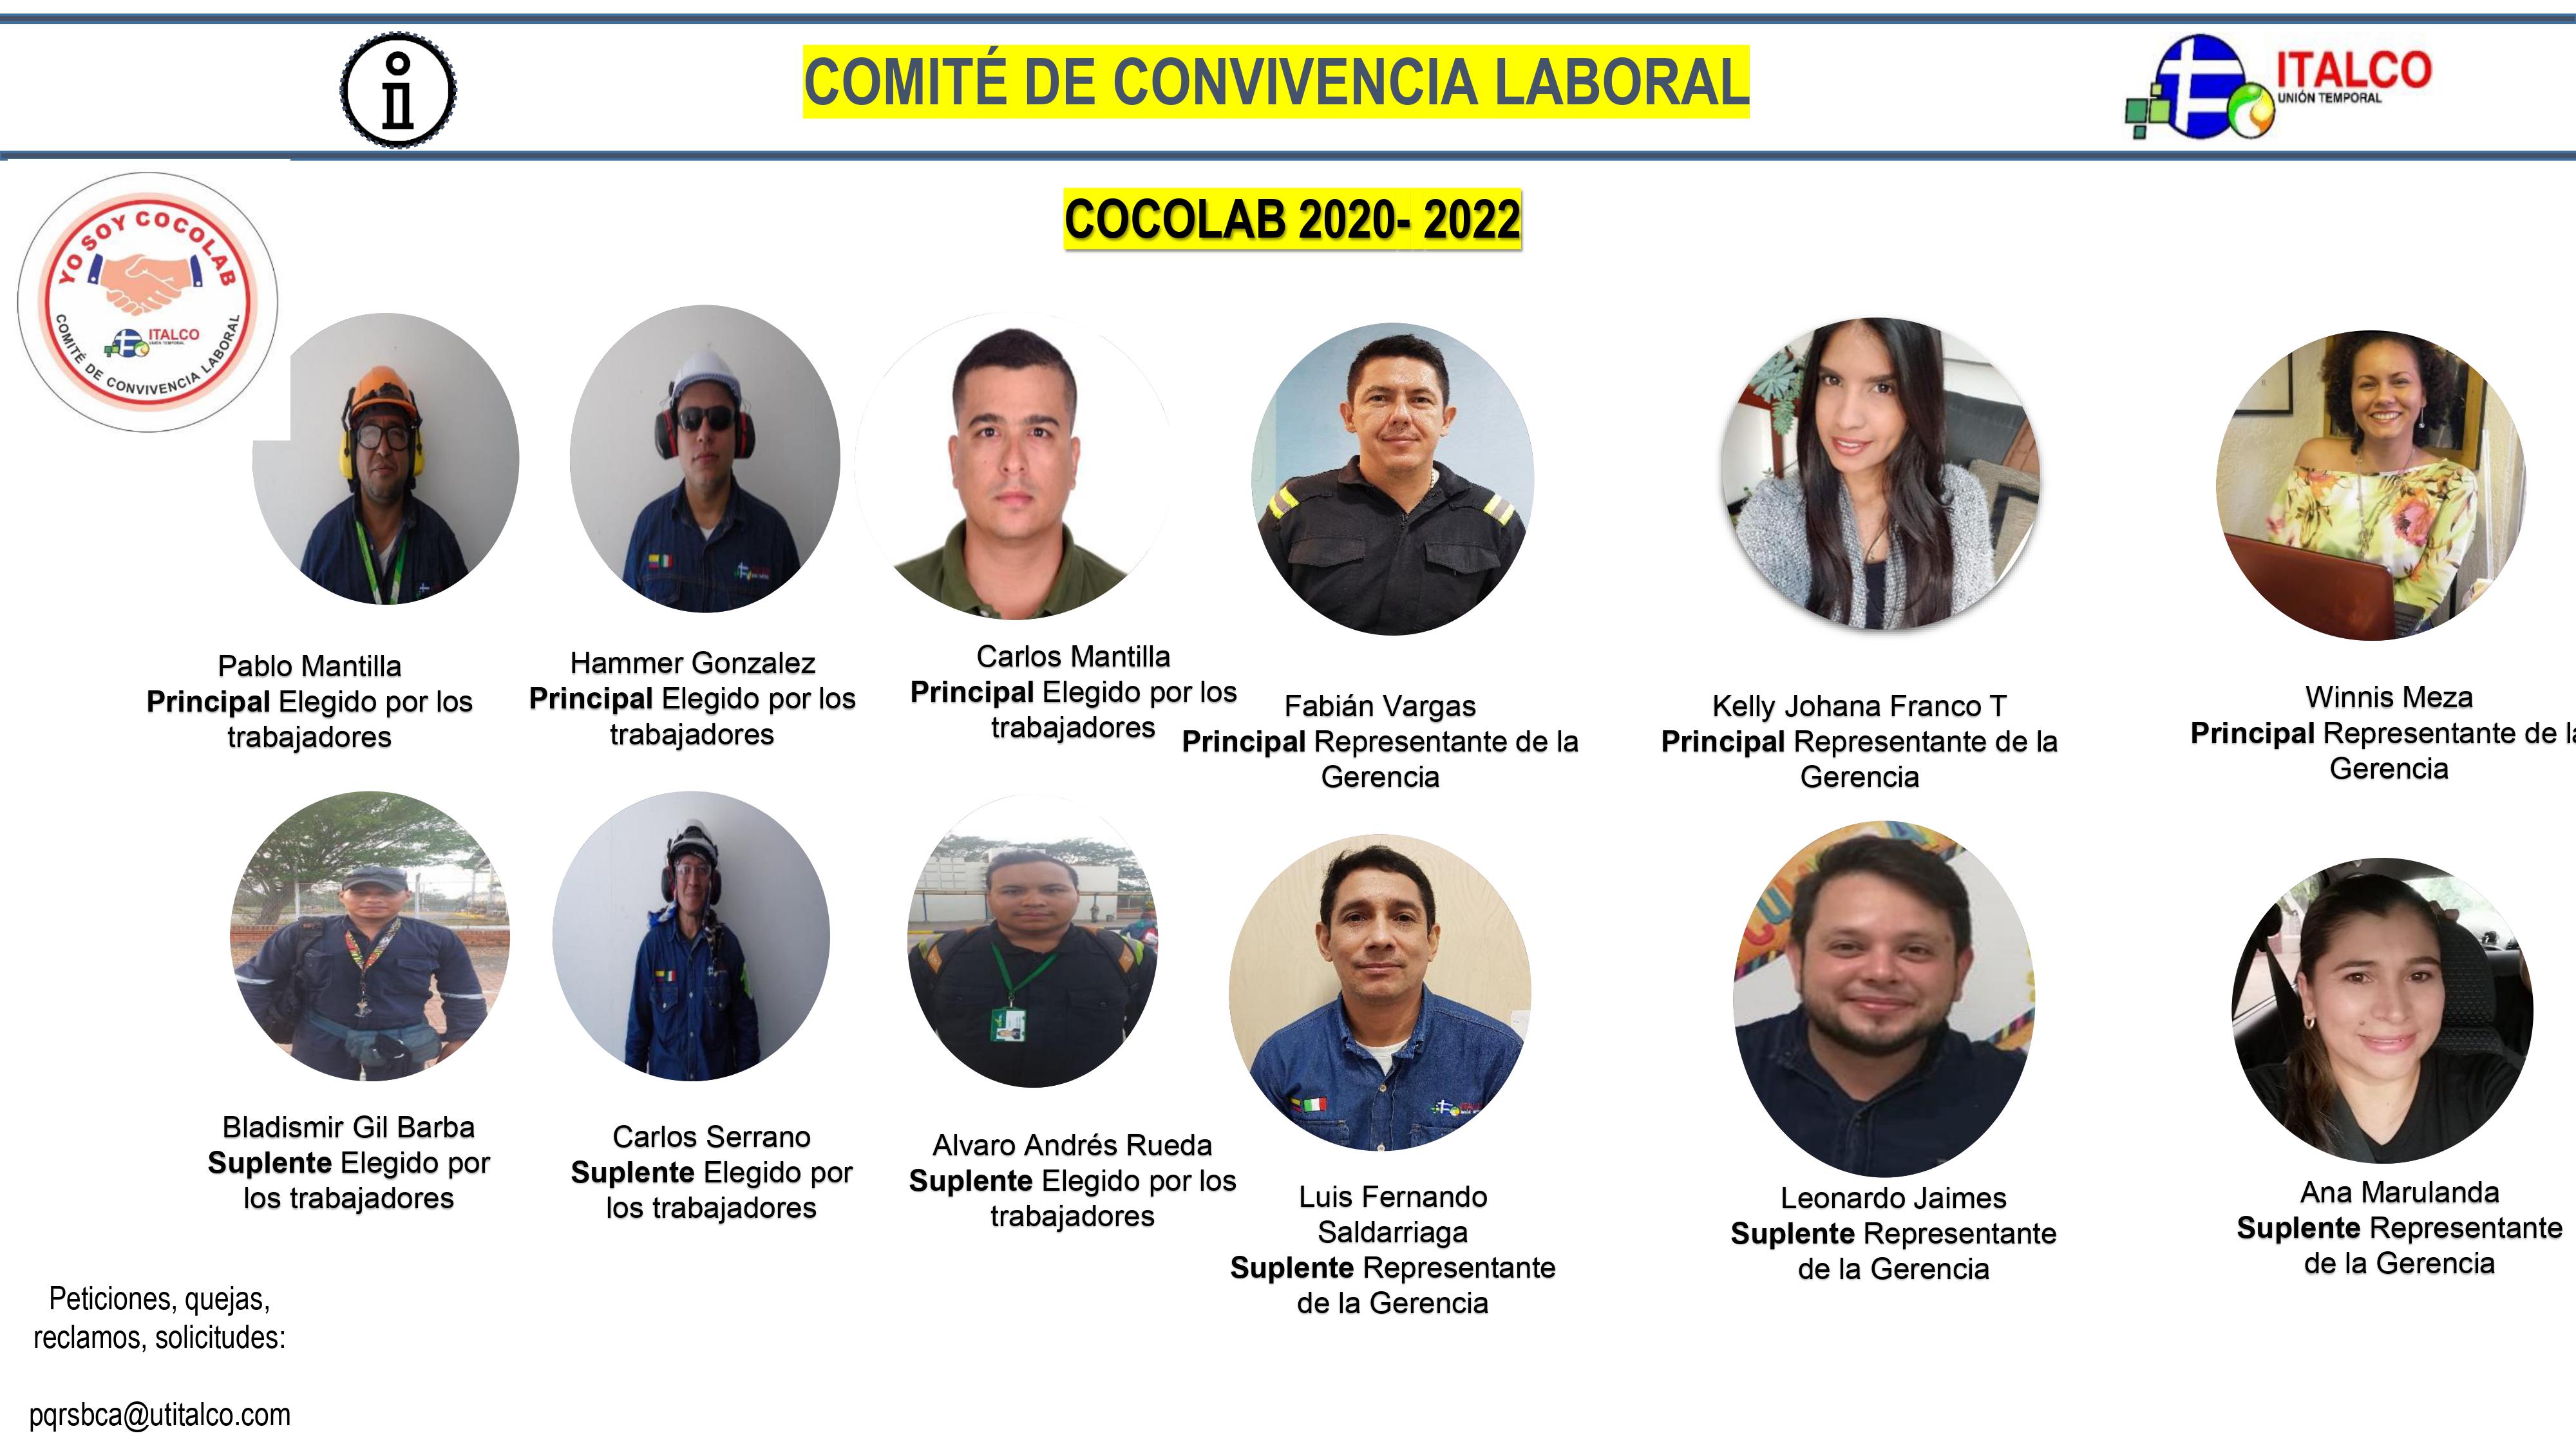 COMITÉ DE CONVIVENCIA LABORAL
ITALCO
UNIÓN TEMPORAL
YO SOY COCOLAB
ITALCO
COMITÉ DE CONVIVENCIA LABORAL
COCOLAB 2020- 2022
Pablo Mantilla
Principal Elegido por los
trabajadores
Hammer Gonzalez
Principal Elegido por los
trabajadores
Carlos Mantilla
Principal Elegido por los
trabajadores
Fabián Vargas
Principal Representante de la
Gerencia
Kelly Johana Franco T
Principal Representante de la
Gerencia
Winnis Meza
Principal Representante de la
Gerencia
Bladismir Gil Barba
Suplente Elegido por
los trabajadores
Carlos Serrano
Suplente Elegido por
los trabajadores
Alvaro Andrés Rueda
Suplente Elegido por los
trabajadores
Luis Fernando
Saldarriaga
Suplente Representante
de la Gerencia
Leonardo Jaimes
Suplente Representante
de la Gerencia
Ana Marulanda
Suplente Representante
de la Gerencia
Peticiones, quejas,
reclamos, solicitudes:
pqrsbca@utitalco.com